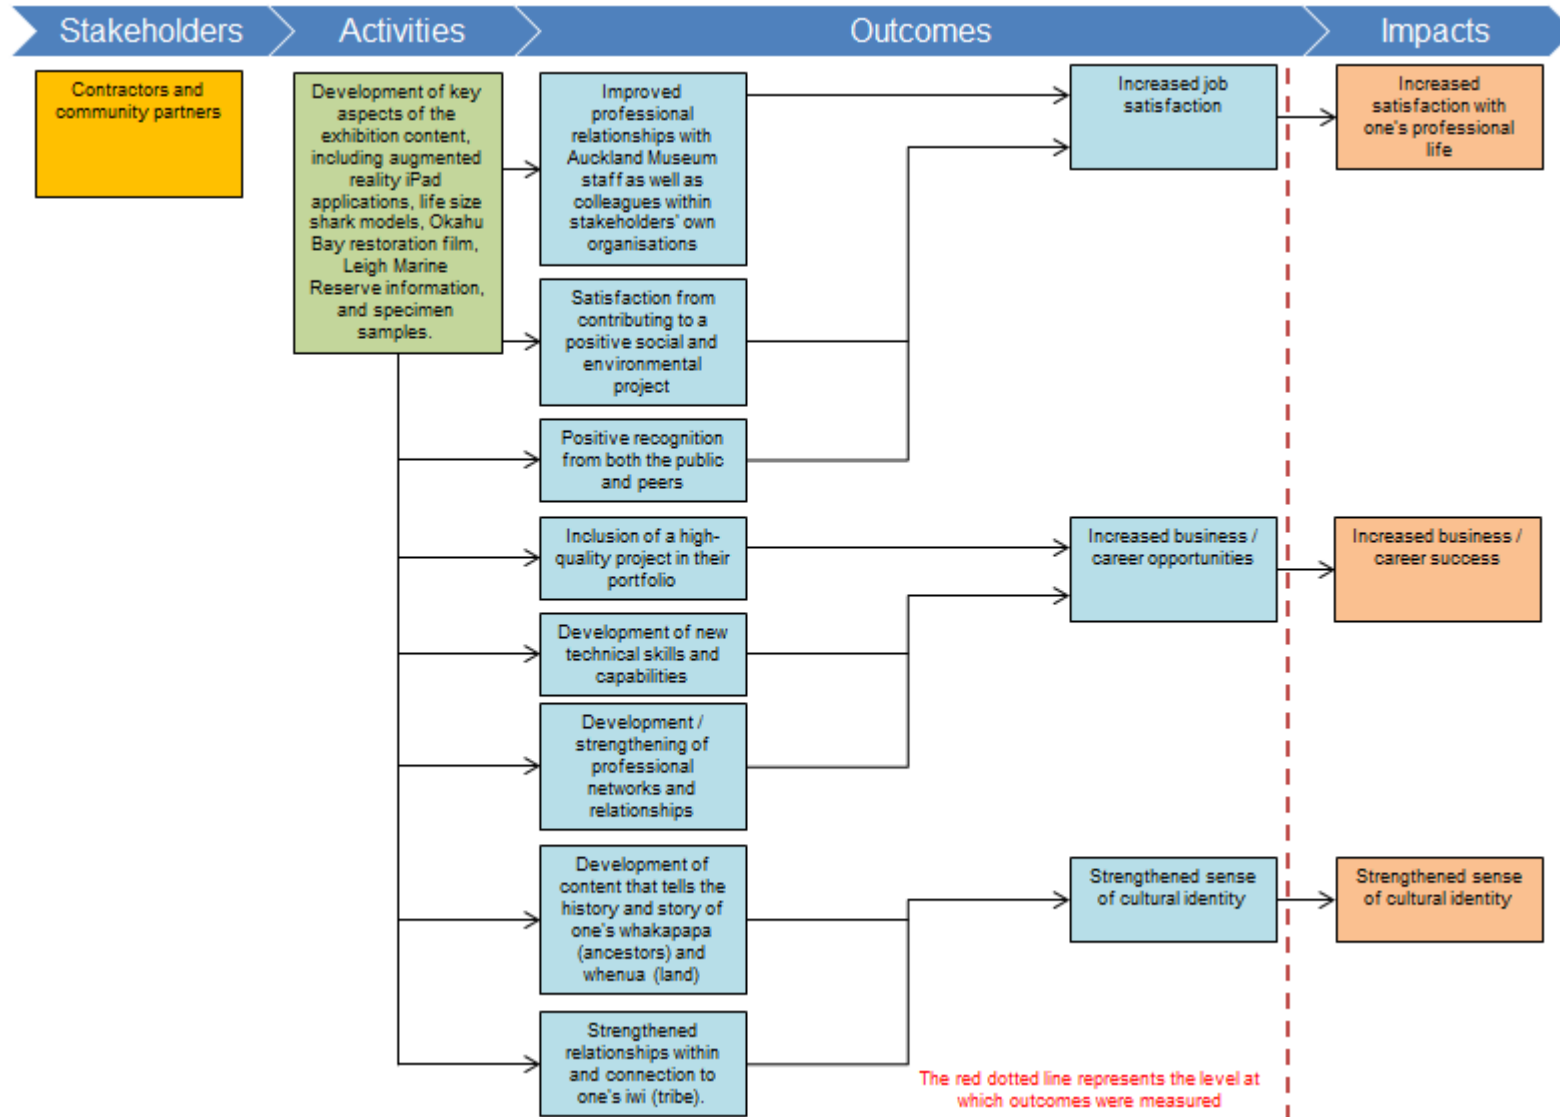 Stakeholders
Activities
Outcomes
Impacts
Contractors and
community partners
Development of key
aspects of the
exhibition content,
including augmented
reality iPad
applications, life size
shark models, Okahu
Bay restoration film,
Leigh Marine
Reserve information,
and specimen
samples.
Improved
professional
relationships with
Auckland Museum
staff as well as
colleagues within
stakeholders' own
organisations
Satisfaction from
contributing to a
positive social and
environmental
project
Positive recognition
from both the public
and peers
Inclusion of a high-
quality project in their
portfolio
Development of new
technical skills and
capabilities
Development /
strengthening of
professional
networks and
relationships
Development of
content that tells the
history and story of
one's whakapapa
(ancestors) and
whenua (land)
Strengthened
relationships within
and connection to
one's iwi (tribe).
Increased job
satisfaction
Increased business /
career opportunities
Strengthened sense
of cultural identity
Increased
satisfaction with
one's professional
life
Increased business /
career success
Strengthened sense
of cultural identity
The red dotted line represents the level at
which outcomes were measured